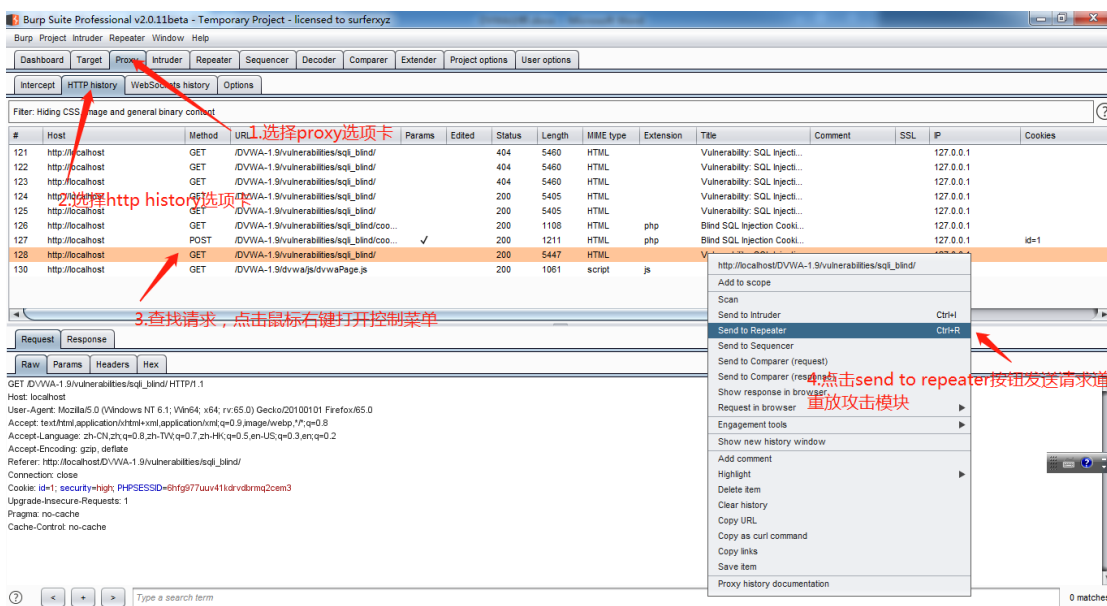 Burp Suite Professional v2.0.11beta - Temporary Project - licensed to surferxyz
Burp Project Intruder Repeater Window Help
Dashboard Target Proxy Intruder Repeater Sequencer Decoder Comparer Extender Project options User options
Intercept HTTP history WebSockets history Options
Filter: Hiding CSS, image and general binary content
# Host Method URL Params Edited Status Length MIME type Extension Title Comment SSL IP Cookies
1.选择proxy选项卡
121 http://localhost GET /DVWA-1.9/vulnerabilities/sqli_blind/ 404 5460 HTML Vulnerability: SQL Injecti... 127.0.0.1
122 http://localhost GET /DVWA-1.9/vulnerabilities/sqli_blind/ 404 5460 HTML Vulnerability: SQL Injecti... 127.0.0.1
123 http://localhost GET /DVWA-1.9/vulnerabilities/sqli_blind/ 404 5460 HTML Vulnerability: SQL Injecti... 127.0.0.1
124 http://localhost GET /DVWA-1.9/vulnerabilities/sqli_blind/ 200 5405 HTML Vulnerability: SQL Injecti... 127.0.0.1
2.选择http history选项卡
125 http://localhost GET /DVWA-1.9/vulnerabilities/sqli_blind/ 200 5405 HTML Vulnerability: SQL Injecti... 127.0.0.1
126 http://localhost GET /DVWA-1.9/vulnerabilities/sqli_blind/coo... 200 1108 HTML php Blind SQL Injection Cooki... 127.0.0.1
127 http://localhost POST /DVWA-1.9/vulnerabilities/sqli_blind/coo... ✓ 200 1211 HTML php Blind SQL Injection Cooki... 127.0.0.1 id=1
128 http://localhost GET /DVWA-1.9/vulnerabilities/sqli_blind/ 200 5447 HTML
130 http://localhost GET /DVWA-1.9/dvwa/js/dvwaPage.js 200 1061 script js
3.查找请求，点击鼠标右键打开控制菜单
http://localhost/DVWA-1.9/vulnerabilities/sqli_blind/
Add to scope
Scan
Send to Intruder Ctrl+I
Send to Repeater Ctrl+R
Send to Sequencer
Send to Comparer (request)
Send to Comparer (response)
Show response in browser
Request in browser
Engagement tools
Show new history window
Add comment
Highlight
Delete item
Clear history
Copy URL
Copy as curl command
Copy links
Save item
Proxy history documentation
4.点击send to repeater按钮发送请求道
重放攻击模块
Request Response
Raw Params Headers Hex
GET /DVWA-1.9/vulnerabilities/sqli_blind/ HTTP/1.1
Host: localhost
User-Agent: Mozilla/5.0 (Windows NT 6.1; Win64; x64; rv:65.0) Gecko/20100101 Firefox/65.0
Accept: text/html,application/xhtml+xml,application/xml;q=0.9,image/webp,*/*;q=0.8
Accept-Language: zh-CN,zh;q=0.8,zh-TW;q=0.7,zh-HK;q=0.5,en-US;q=0.3,en;q=0.2
Accept-Encoding: gzip, deflate
Referer: http://localhost/DVWA-1.9/vulnerabilities/sqli_blind/
Connection: close
Cookie: id=1; security=high; PHPSESSID=6hfg977uuv41kdrvdbrmq2cem3
Upgrade-Insecure-Requests: 1
Pragma: no-cache
Cache-Control: no-cache
? < + > Type a search term 0 matches